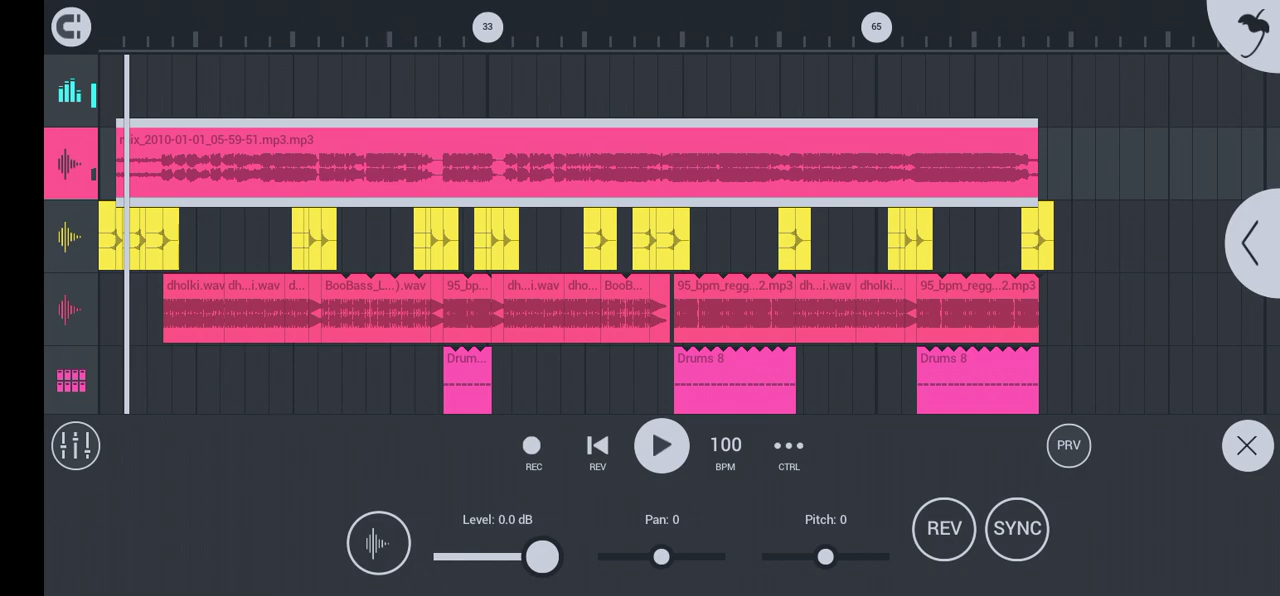 33
65
mix_2010-01-01_05-59-51.mp3.mp3
dholki.wav
dh...i.wav
d...
BooBass_L...).wav
95_bp...
dh...i.wav
dho...
BooB...
95_bpm_regg...2.mp3
dh...i.wav
dholki...
95_bpm_regg...2.mp3
Drum...
Drums 8
Drums 8
REC
REV
100
BPM
CTRL
PRV
Level: 0.0 dB
Pan: 0
Pitch: 0
REV
SYNC